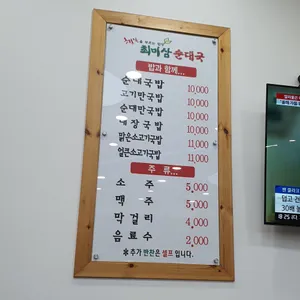 최미삼순대국
밥과 함께...
순대국밥 10,000
고기만국밥 10,000
순대만국밥 10,000
내장국밥 11,000
맑은소고기국밥 11,000
얼큰소고기국밥 11,000
주 류...
소 주 5,000
맥 주 5,000
막걸리 4,000
음료수 2,000
※ 추가 반찬은 셀프입니다.